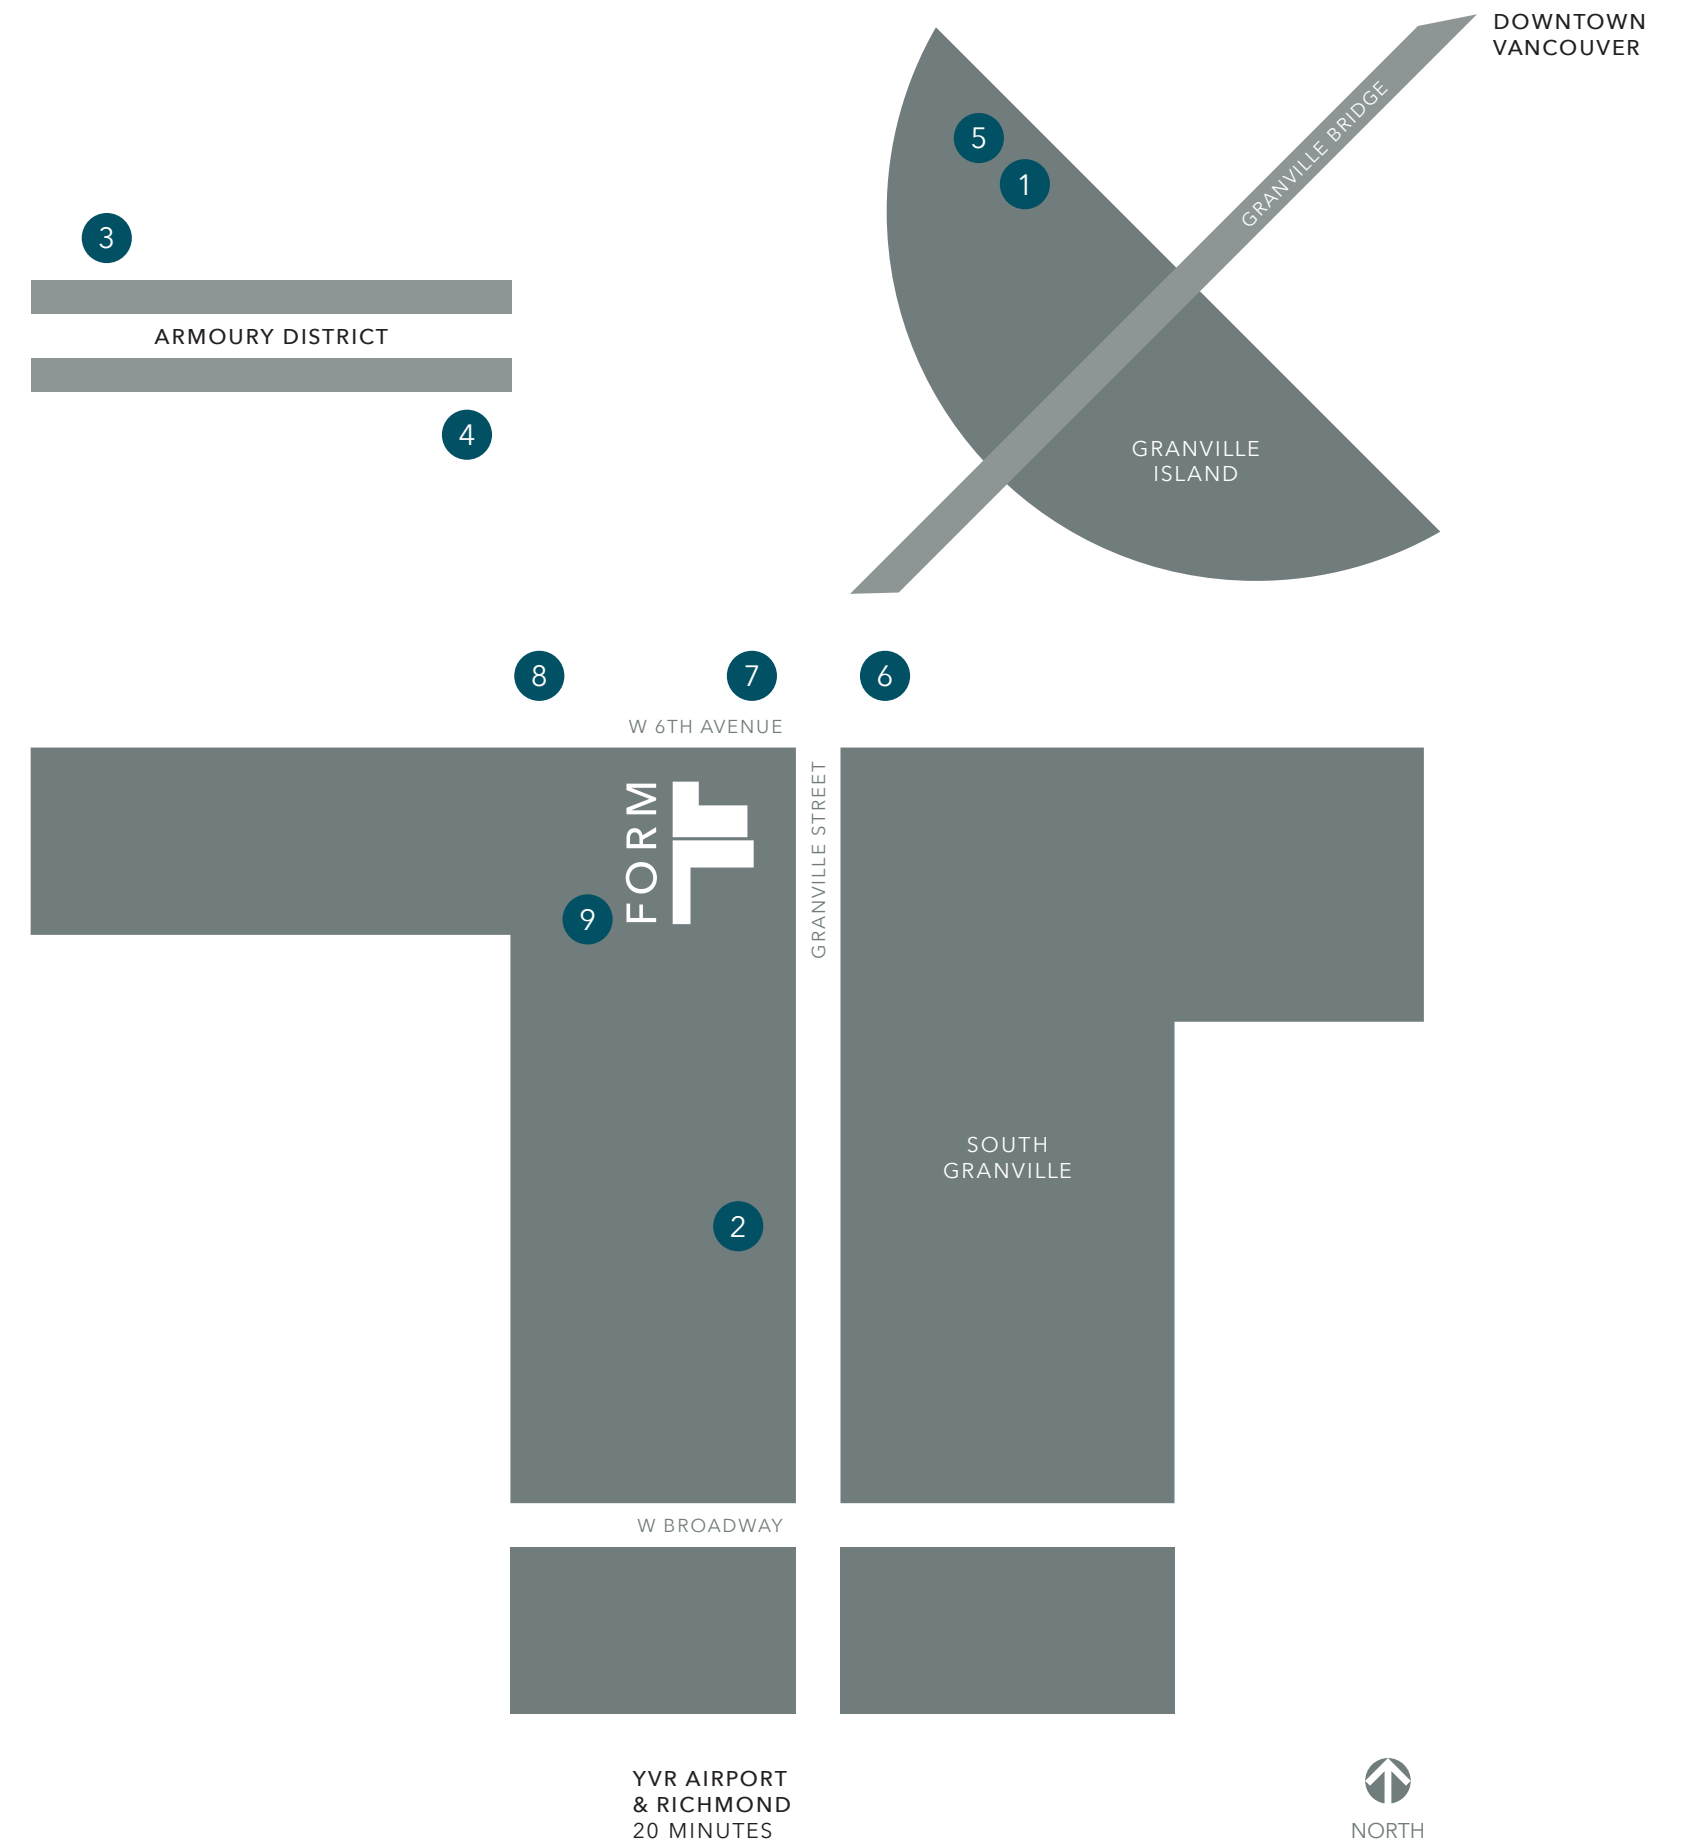 DOWNTOWN
VANCOUVER
GRANVILLE BRIDGE
5
1
3
ARMOURY DISTRICT
4
GRANVILLE
ISLAND
8
7
6
W 6TH AVENUE
FORM
GRANVILLE STREET
9
SOUTH
GRANVILLE
2
W BROADWAY
YVR AIRPORT
& RICHMOND
20 MINUTES
NORTH